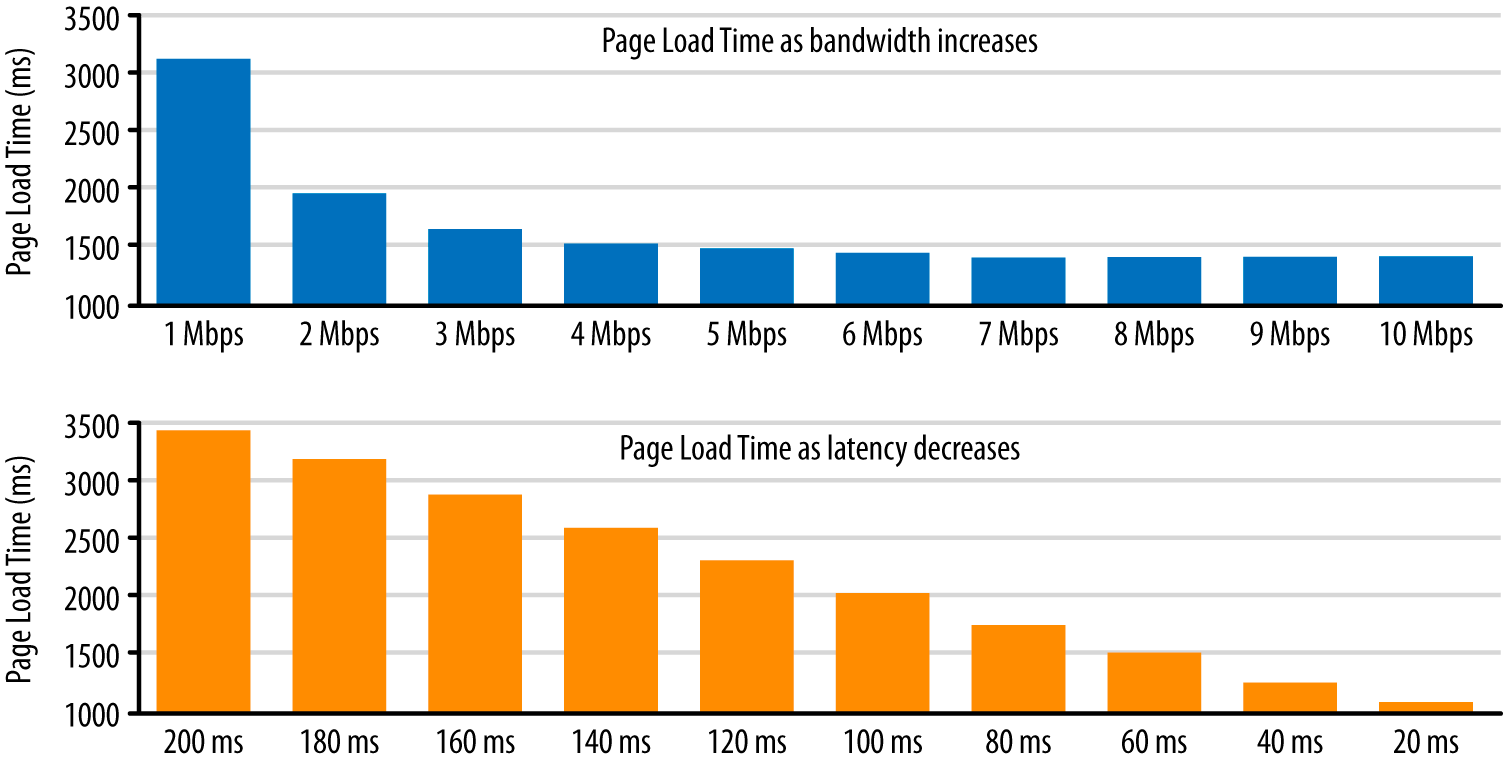 Page Load Time as bandwidth increases
Page Load Time (ms)
3500
3000
2500
2000
1500
1000
1 Mbps 2 Mbps 3 Mbps 4 Mbps 5 Mbps 6 Mbps 7 Mbps 8 Mbps 9 Mbps 10 Mbps
Page Load Time as latency decreases
Page Load Time (ms)
3500
3000
2500
2000
1500
1000
200 ms 180 ms 160 ms 140 ms 120 ms 100 ms 80 ms 60 ms 40 ms 20 ms